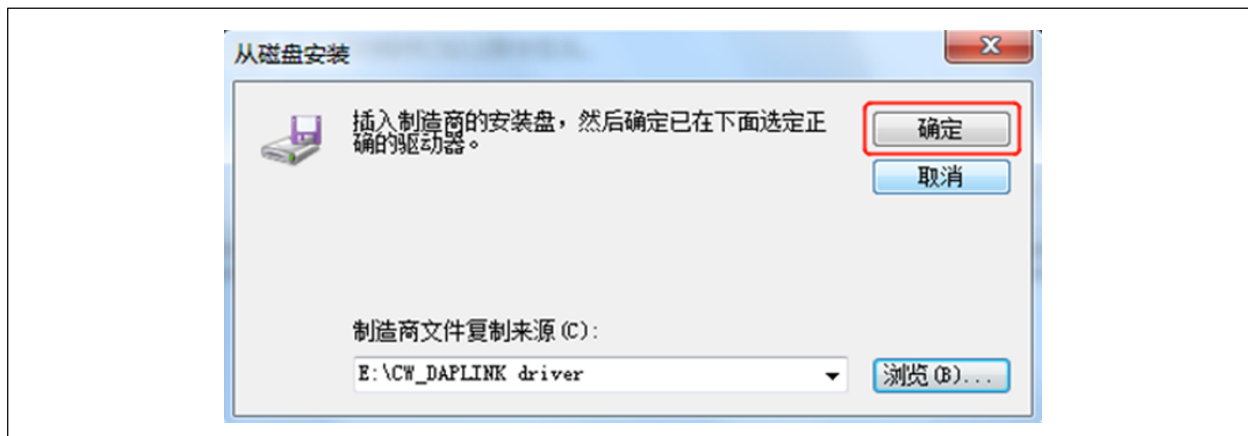 从磁盘安装
插入制造商的安装盘，然后确定已在下面选定正
确的驱动器。
确定
取消
制造商文件复制来源(C):
E:\CW_DAPLINK driver
浏览(B)...